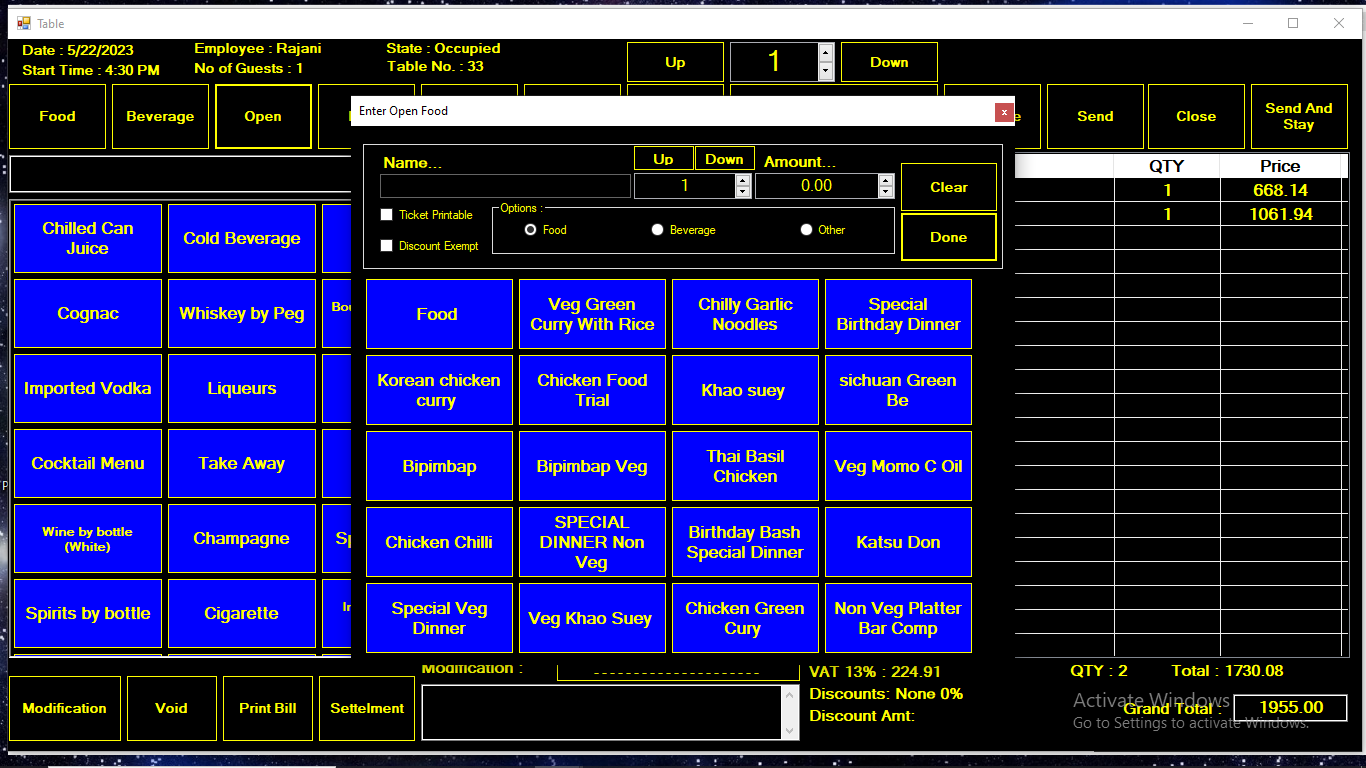 Table
Date : 5/22/2023
Start Time : 4:30 PM
Employee : Rajani
No of Guests : 1
State : Occupied
Table No. : 33
Up
1
Down
Food
Beverage
Open
Send
Close
Send And
Stay
Enter Open Food
x
Name...
Up
Down
Amount...
1
0.00
Clear
Ticket Printable
Discount Exempt
Options :
Food
Beverage
Other
Done
QTY
Price
1
668.14
1
1061.94
Chilled Can
Juice
Cold Beverage
Cognac
Whiskey by Peg
Imported Vodka
Liqueurs
Cocktail Menu
Take Away
Wine by bottle
(White)
Champagne
Spirits by bottle
Cigarette
Food
Veg Green
Curry With Rice
Chilly Garlic
Noodles
Special
Birthday Dinner
Korean chicken
curry
Chicken Food
Trial
Khao suey
sichuan Green
Be
Bipimbap
Bipimbap Veg
Thai Basil
Chicken
Veg Momo C Oil
Chicken Chilli
SPECIAL
DINNER Non
Veg
Birthday Bash
Special Dinner
Katsu Don
Special Veg
Dinner
Veg Khao Suey
Chicken Green
Cury
Non Veg Platter
Bar Comp
Modification :
--------------------
VAT 13% : 224.91
Discounts: None 0%
Discount Amt:
QTY : 2
Total : 1730.08
Grand Total :
1955.00
Modification
Void
Print Bill
Settelment
Activate Windows
Go to Settings to activate Windows.